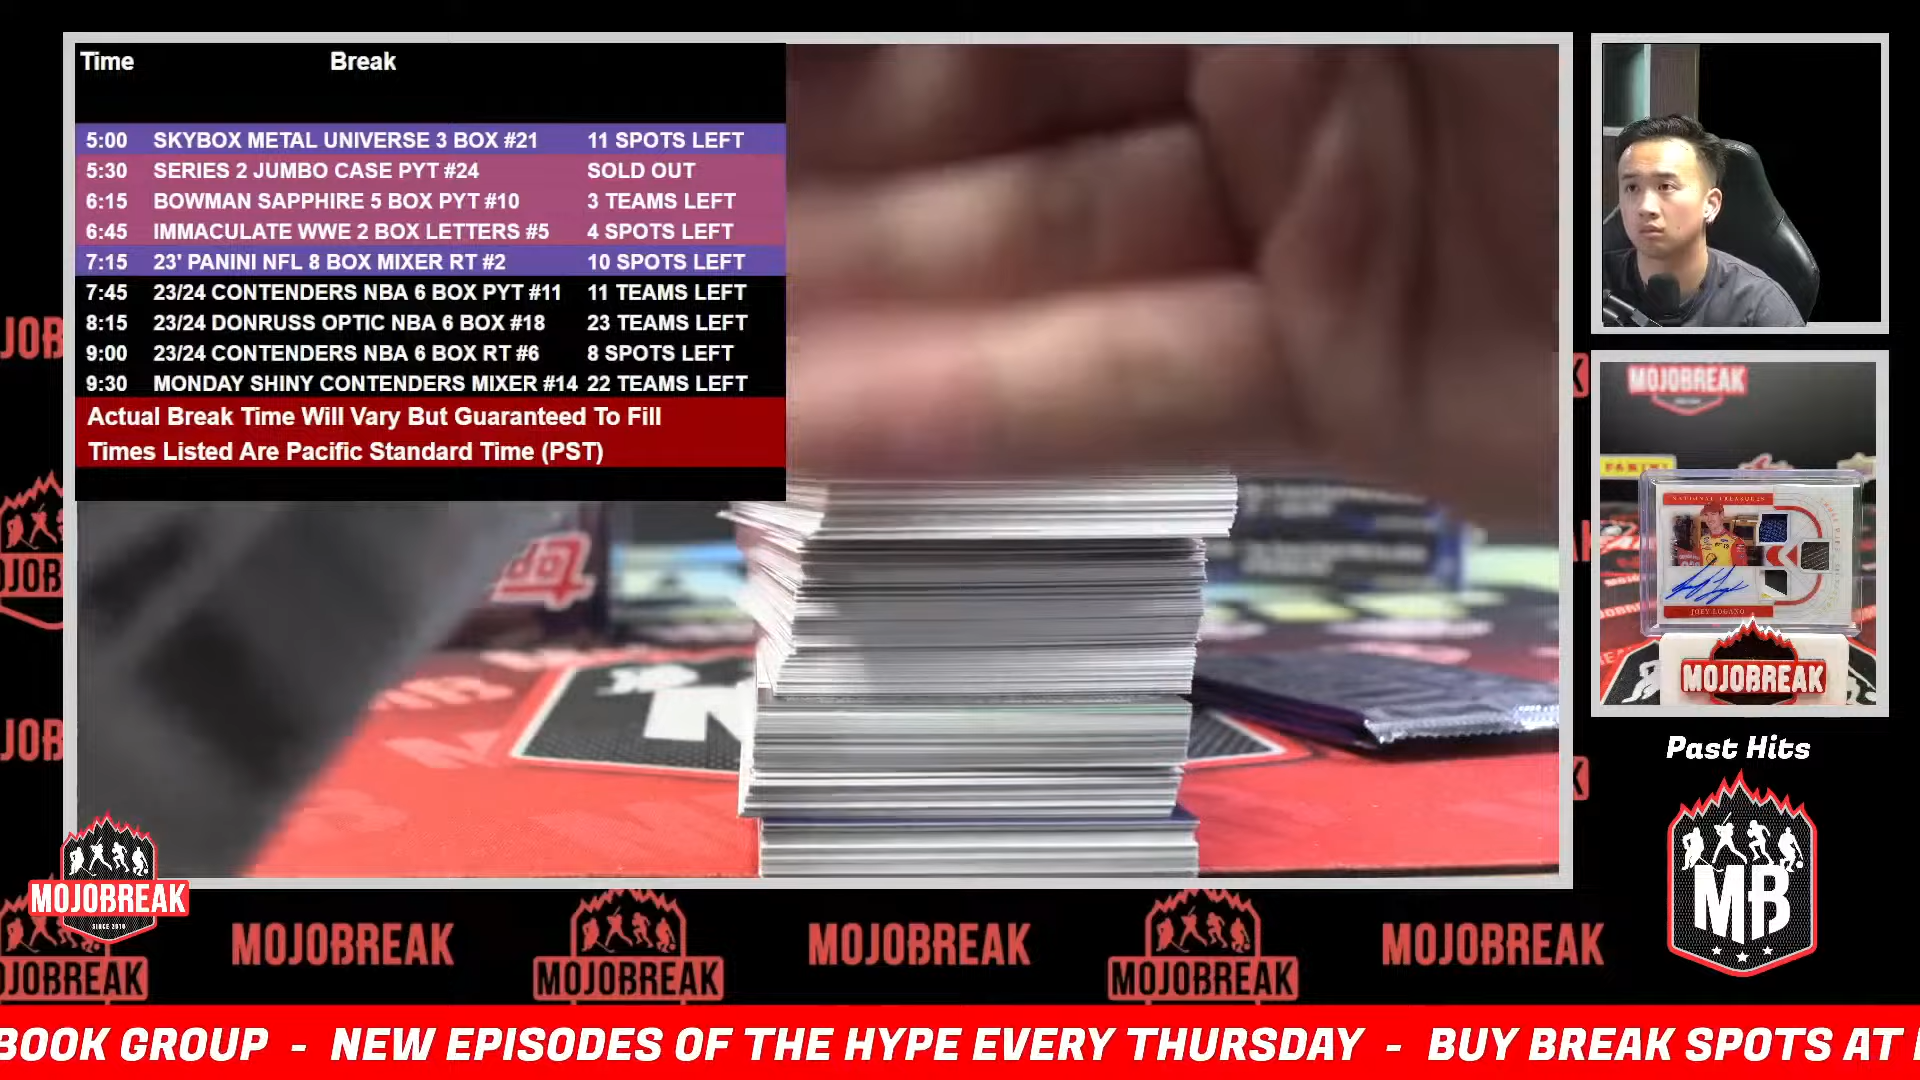 Time Break
5:00 SKYBOX METAL UNIVERSE 3 BOX #21 11 SPOTS LEFT
5:30 SERIES 2 JUMBO CASE PYT #24 SOLD OUT
6:15 BOWMAN SAPPHIRE 5 BOX PYT #10 3 TEAMS LEFT
6:45 IMMACULATE WWE 2 BOX LETTERS #5 4 SPOTS LEFT
7:15 23' PANINI NFL 8 BOX MIXER RT #2 10 SPOTS LEFT
7:45 23/24 CONTENDERS NBA 6 BOX PYT #11 11 TEAMS LEFT
8:15 23/24 DONRUSS OPTIC NBA 6 BOX #18 23 TEAMS LEFT
9:00 23/24 CONTENDERS NBA 6 BOX RT #6 8 SPOTS LEFT
9:30 MONDAY SHINY CONTENDERS MIXER #14 22 TEAMS LEFT
Actual Break Time Will Vary But Guaranteed To Fill
Times Listed Are Pacific Standard Time (PST)
MOJOBREAK
PANINI
NATIONAL TREASURES
JOEY LOGANO
MOJOBREAK
Past Hits
MB
MOJOBREAK
SINCE 2010
MOJOBREAK
MOJOBREAK
MOJOBREAK
MOJOBREAK
MOJOBREAK
BOOK GROUP - NEW EPISODES OF THE HYPE EVERY THURSDAY - BUY BREAK SPOTS AT